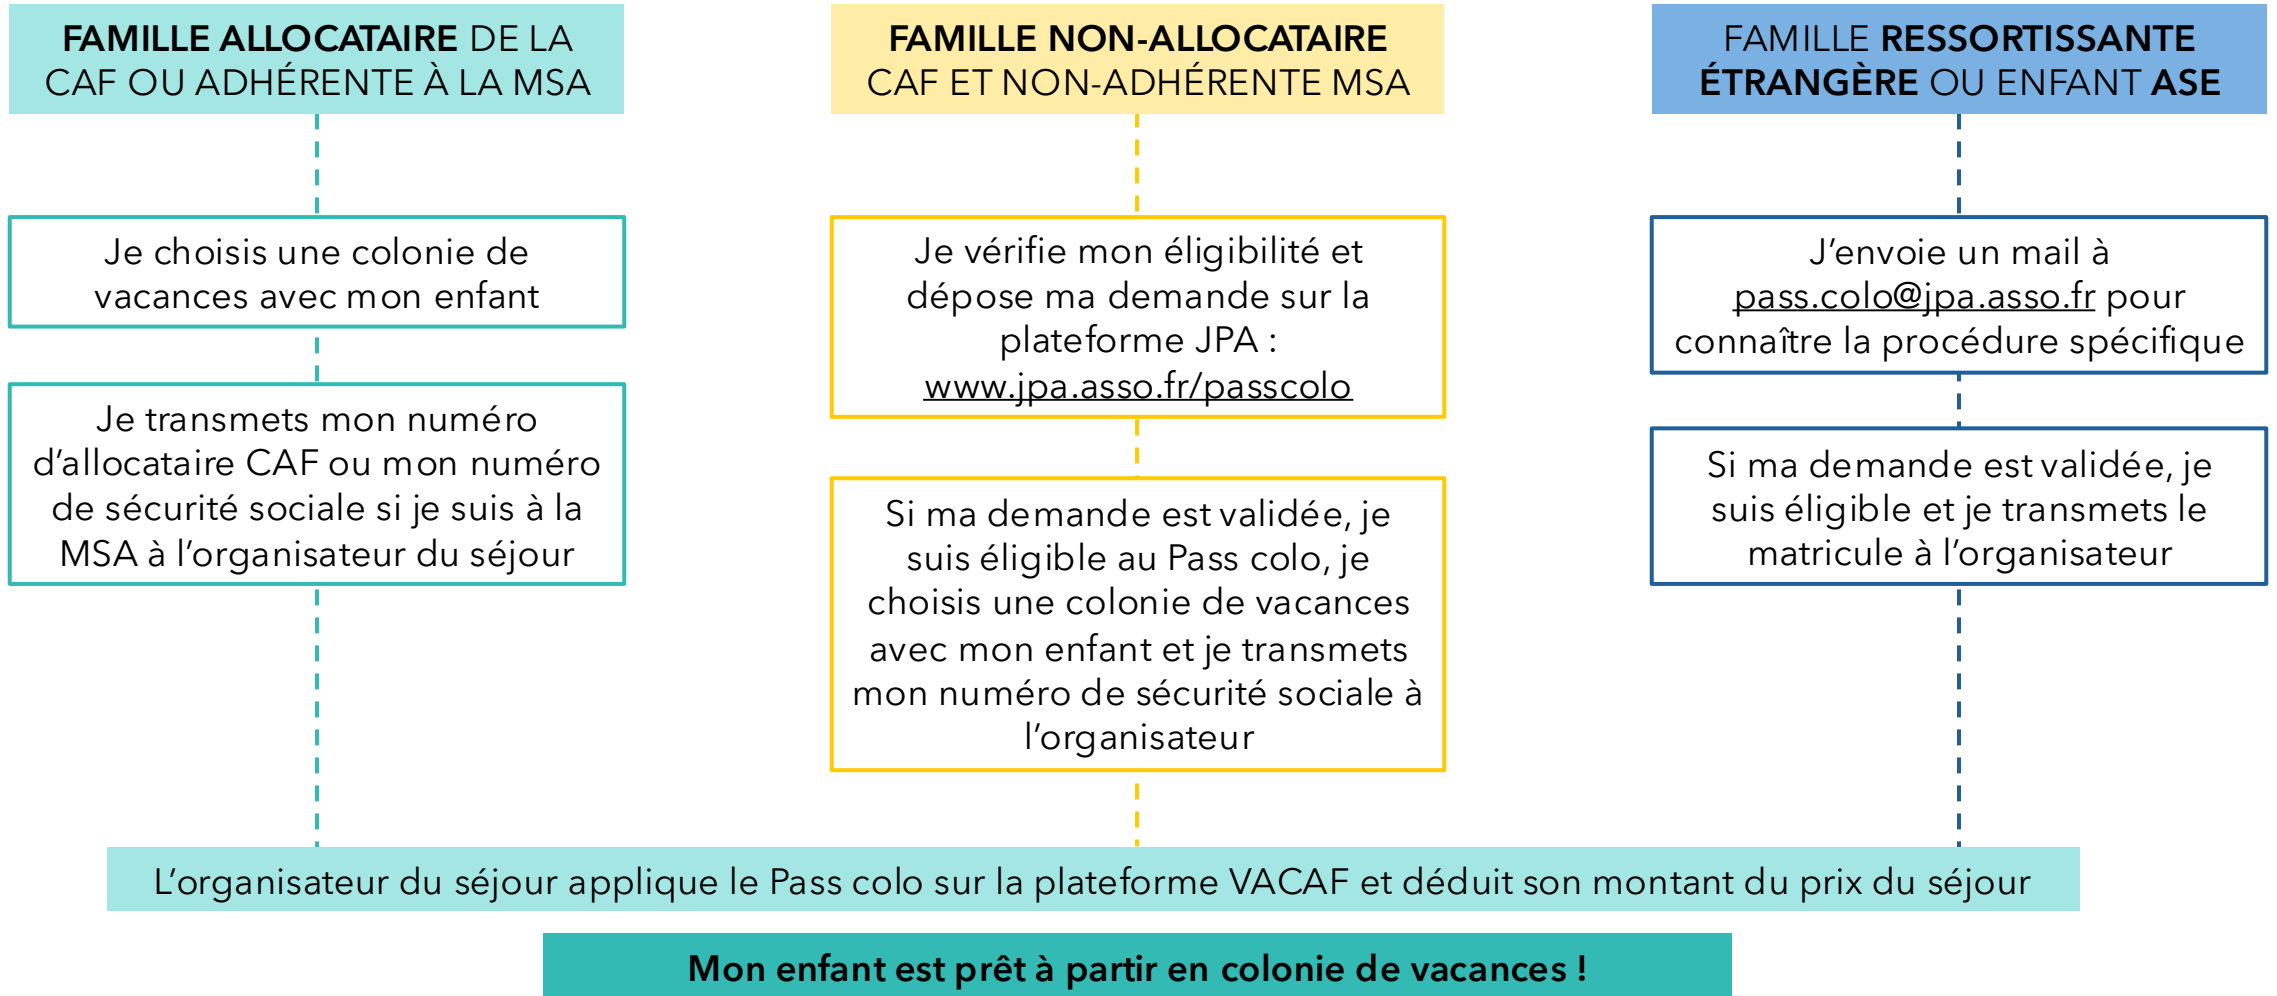 FAMILLE ALLOCATAIRE DE LA
CAF OU ADHÉRENTE À LA MSA
Je choisis une colonie de
vacances avec mon enfant
Je transmets mon numéro
d’allocataire CAF ou mon numéro
de sécurité sociale si je suis à la
MSA à l’organisateur du séjour
FAMILLE NON-ALLOCATAIRE
CAF ET NON-ADHÉRENTE MSA
Je vérifie mon éligibilité et
dépose ma demande sur la
plateforme JPA :
www.jpa.asso.fr/passcolo
Si ma demande est validée, je
suis éligible au Pass colo, je
choisis une colonie de vacances
avec mon enfant et je transmets
mon numéro de sécurité sociale à
l’organisateur
FAMILLE RESSORTISSANTE
ÉTRANGÈRE OU ENFANT ASE
J’envoie un mail à
pass.colo@jpa.asso.fr pour
connaître la procédure spécifique
Si ma demande est validée, je
suis éligible et je transmets le
matricule à l’organisateur
L’organisateur du séjour applique le Pass colo sur la plateforme VACAF et déduit son montant du prix du séjour
Mon enfant est prêt à partir en colonie de vacances !